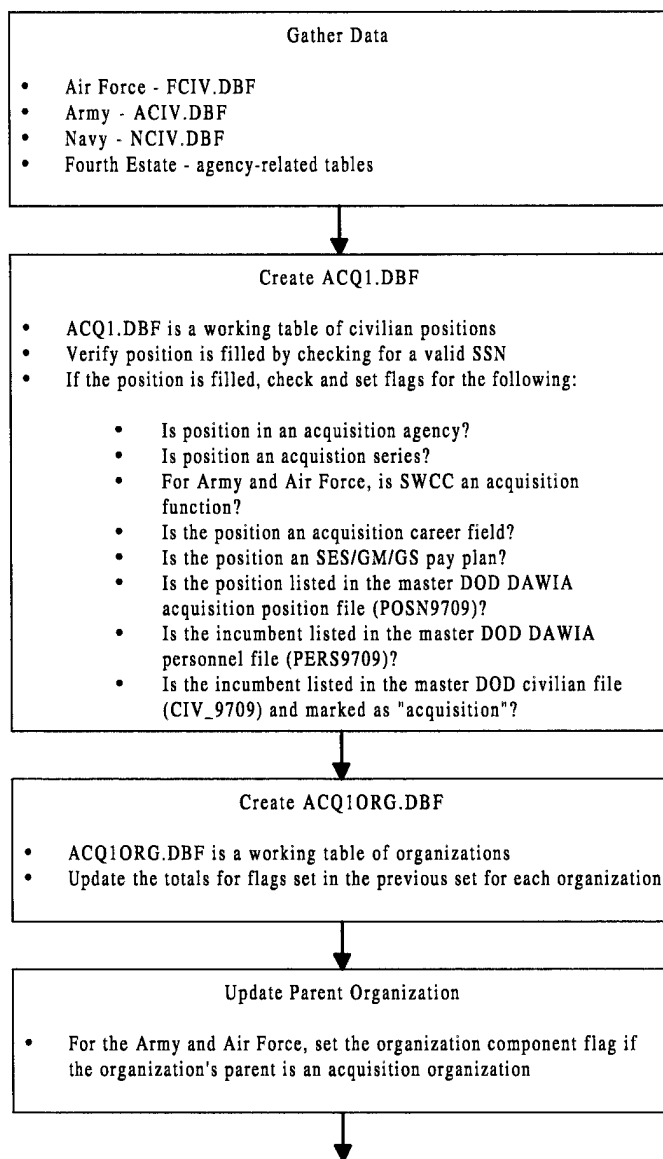 Gather Data
• Air Force - FCIV.DBF
• Army - ACIV.DBF
• Navy - NCIV.DBF
• Fourth Estate - agency-related tables
Create ACQ1.DBF
• ACQ1.DBF is a working table of civilian positions
• Verify position is filled by checking for a valid SSN
• If the position is filled, check and set flags for the following:
• Is position in an acquisition agency?
• Is position an acquistion series?
• For Army and Air Force, is SWCC an acquisition
function?
• Is the position an acquisition career field?
• Is the position an SES/GM/GS pay plan?
• Is the position listed in the master DOD DAWIA
acquisition position file (POSN9709)?
• Is the incumbent listed in the master DOD DAWIA
personnel file (PERS9709)?
• Is the incumbent listed in the master DOD civilian file
(CIV_9709) and marked as "acquisition"?
Create ACQ1ORG.DBF
• ACQ1ORG.DBF is a working table of organizations
• Update the totals for flags set in the previous set for each organization
Update Parent Organization
• For the Army and Air Force, set the organization component flag if
the organization's parent is an acquisition organization